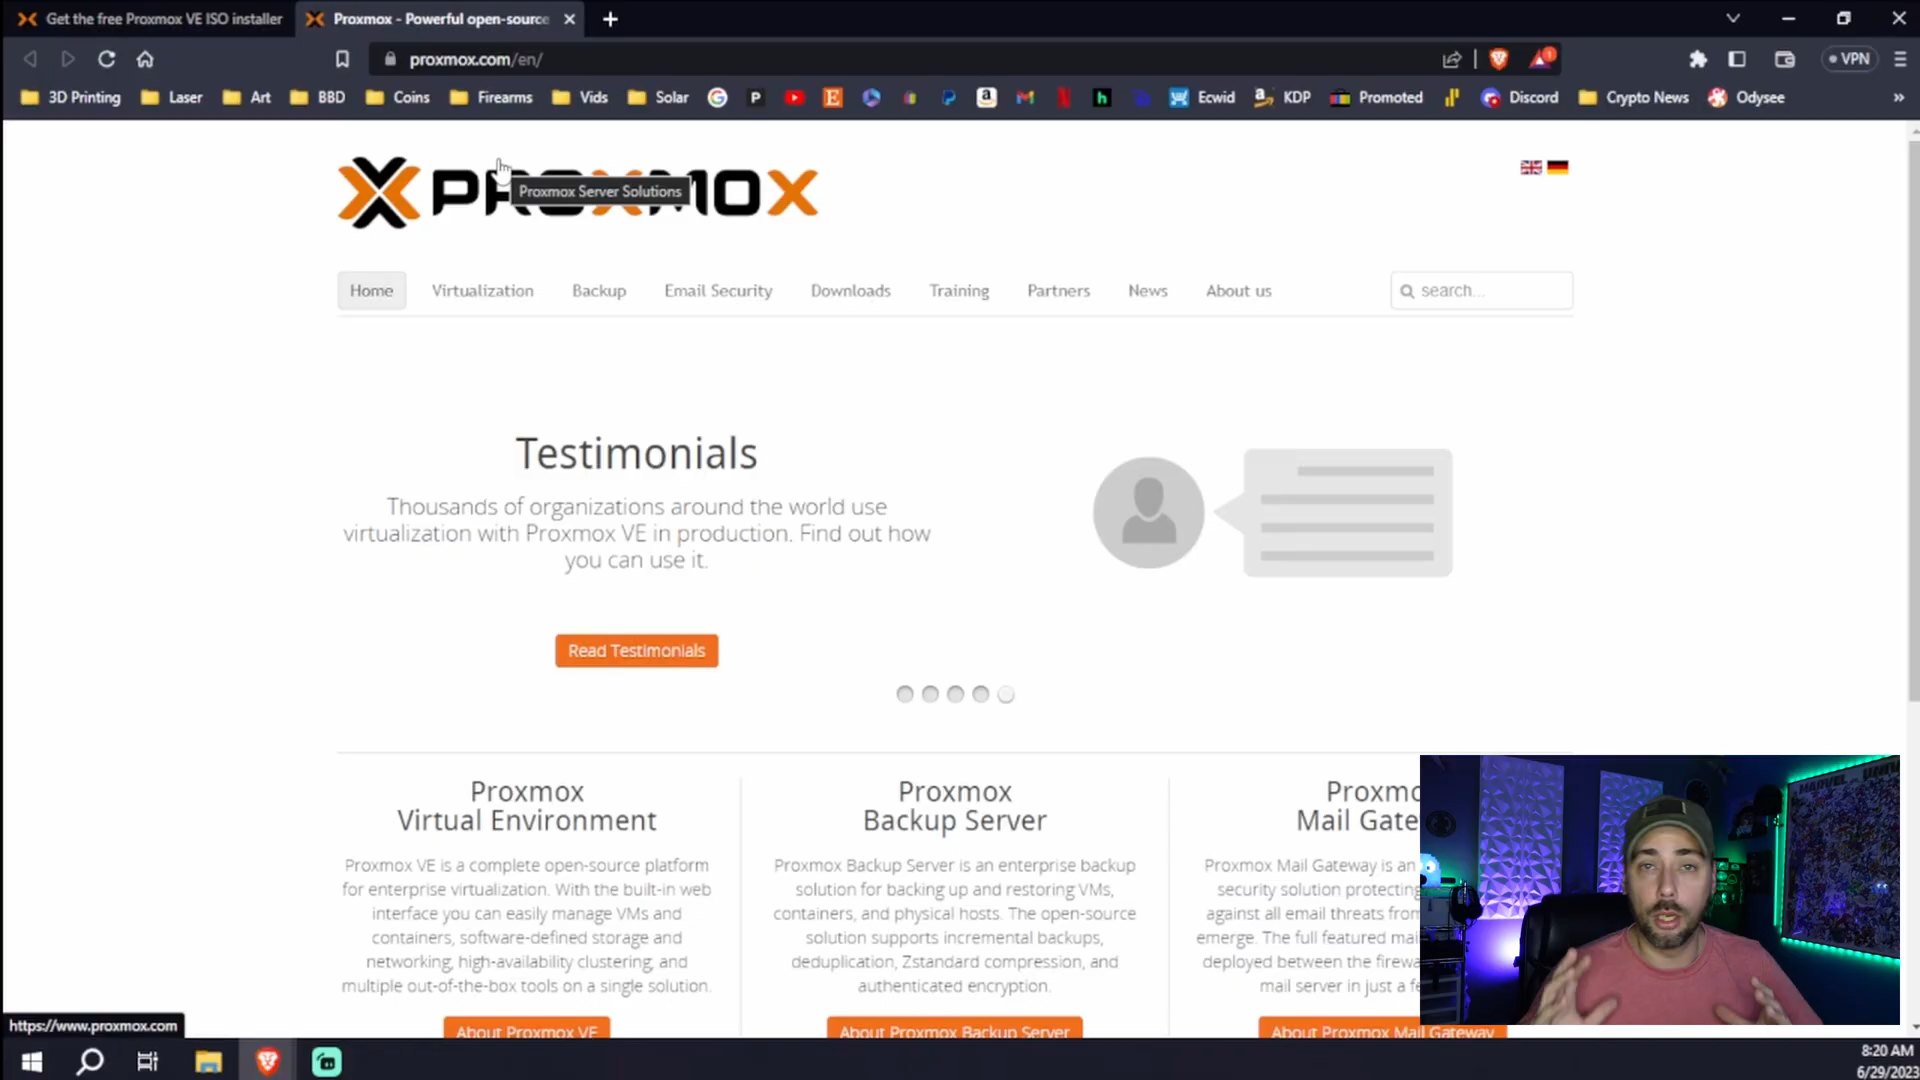 Get the free Proxmox VE ISO installer
Proxmox - Powerful open-source
proxmox.com/en/
VPN
3D Printing
Laser
Art
BBD
Coins
Firearms
Vids
Solar
Ecwid
KDP
Promoted
Discord
Crypto News
Odysee
PROXMOX
Proxmox Server Solutions
Home
Virtualization
Backup
Email Security
Downloads
Training
Partners
News
About us
search...
Testimonials
Thousands of organizations around the world use
virtualization with Proxmox VE in production. Find out how
you can use it.
Read Testimonials
Proxmox
Virtual Environment
Proxmox VE is a complete open-source platform
for enterprise virtualization. With the built-in web
interface you can easily manage VMs and
containers, software-defined storage and
networking, high-availability clustering, and
multiple out-of-the-box tools on a single solution.
About Proxmox VE
Proxmox
Backup Server
Proxmox Backup Server is an enterprise backup
solution for backing up and restoring VMs,
containers, and physical hosts. The open-source
solution supports incremental backups,
deduplication, Zstandard compression, and
authenticated encryption.
About Proxmox Backup Server
Proxmo
Mail Gate
Proxmox Mail Gateway is an
security solution protecting
against all email threats from
emerge. The full featured mai
deployed between the firewa
mail server in just a fe
About Proxmox Mail Gateway
MARVEL
https://www.proxmox.com
8:20 AM
6/29/2023